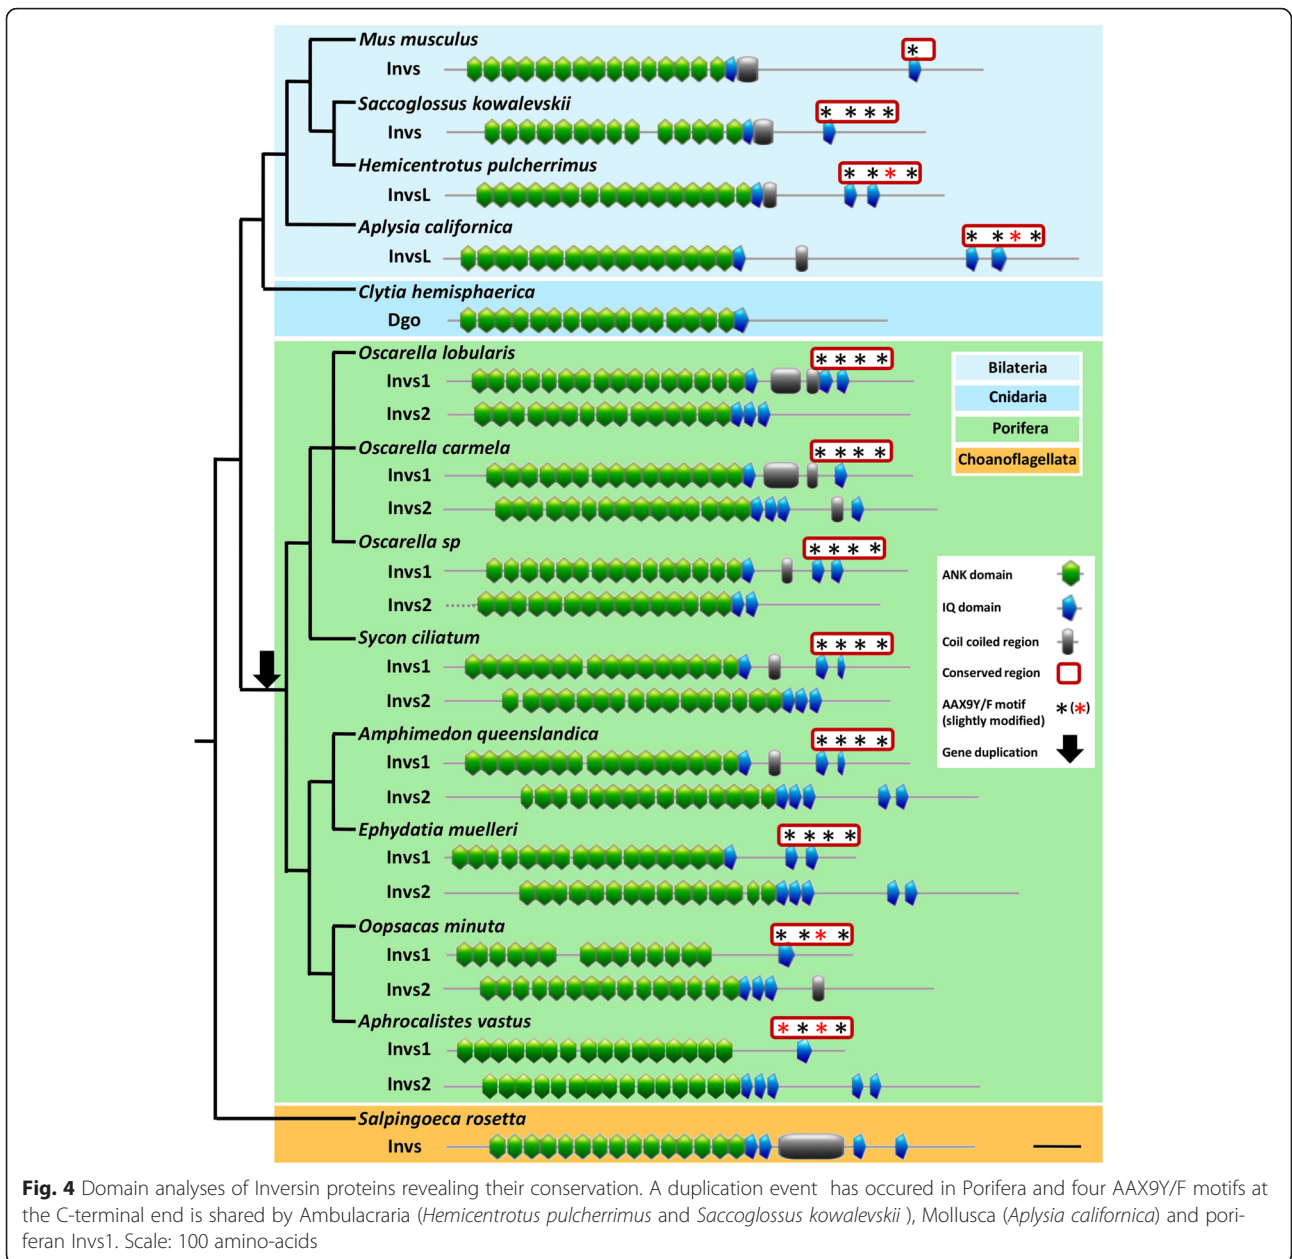 Mus musculus
Invs
*
Saccoglossus kowalevskii
Invs
* * * *
Hemicentrotus pulcherrimus
InvsL
* * * *
Aplysia californica
InvsL
* * * *
Clytia hemisphaerica
Dgo
Oscarella lobularis
Invs1
* * * *
Invs2
Oscarella carmela
Invs1
* * * *
Invs2
Oscarella sp
Invs1
* * * *
Invs2
Sycon ciliatum
Invs1
* * * *
Invs2
Amphimedon queenslandica
Invs1
* * * *
Invs2
Ephydatia muelleri
Invs1
* * * *
Invs2
Oopsacas minuta
Invs1
* * * *
Invs2
Aphrocalistes vastus
Invs1
* * * *
Invs2
Salpingoeca rosetta
Invs
Bilateria
Cnidaria
Porifera
Choanoflagellata
ANK domain
IQ domain
Coil coiled region
Conserved region
AAX9Y/F motif
(slightly modified)
*(*)
Gene duplication
Fig. 4 Domain analyses of Inversin proteins revealing their conservation. A duplication event has occured in Porifera and four AAX9Y/F motifs at
the C-terminal end is shared by Ambulacraria (Hemicentrotus pulcherrimus and Saccoglossus kowalevskii ), Mollusca (Aplysia californica) and pori-
feran Invs1. Scale: 100 amino-acids